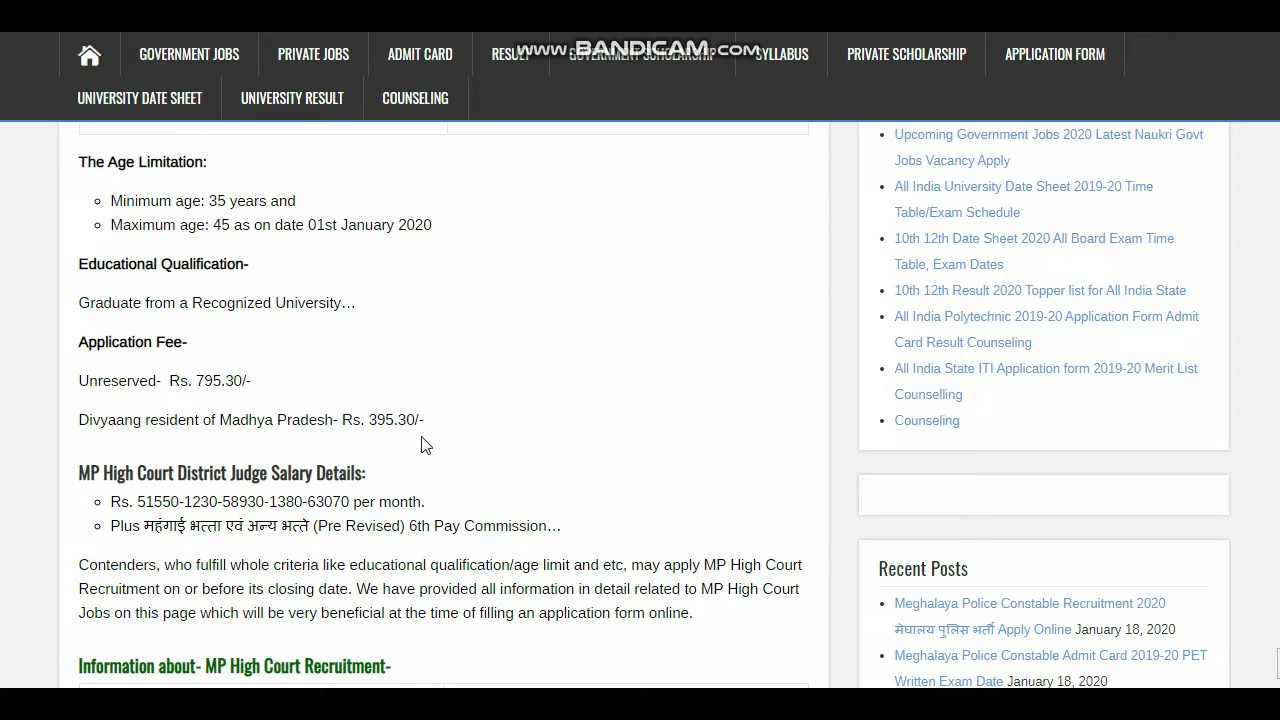 www.BANDICAM.com
GOVERNMENT JOBS
PRIVATE JOBS
ADMIT CARD
RESULT
GOVERNMENT SCHOLARSHIP
SYLLABUS
PRIVATE SCHOLARSHIP
APPLICATION FORM
UNIVERSITY DATE SHEET
UNIVERSITY RESULT
COUNSELING
The Age Limitation:
Minimum age: 35 years and
Maximum age: 45 as on date 01st January 2020
Educational Qualification-
Graduate from a Recognized University…
Application Fee-
Unreserved- Rs. 795.30/-
Divyaang resident of Madhya Pradesh- Rs. 395.30/-
MP High Court District Judge Salary Details:
Rs. 51550-1230-58930-1380-63070 per month.
Plus महंगाई भत्ता एवं अन्य भत्ते (Pre Revised) 6th Pay Commission…
Contenders, who fulfill whole criteria like educational qualification/age limit and etc, may apply MP High Court
Recruitment on or before its closing date. We have provided all information in detail related to MP High Court
Jobs on this page which will be very beneficial at the time of filling an application form online.
Information about- MP High Court Recruitment-
Upcoming Government Jobs 2020 Latest Naukri Govt
Jobs Vacancy Apply
All India University Date Sheet 2019-20 Time
Table/Exam Schedule
10th 12th Date Sheet 2020 All Board Exam Time
Table, Exam Dates
10th 12th Result 2020 Topper list for All India State
All India Polytechnic 2019-20 Application Form Admit
Card Result Counseling
All India State ITI Application form 2019-20 Merit List
Counselling
Counseling
Recent Posts
Meghalaya Police Constable Recruitment 2020
मेघालय पुलिस भर्ती Apply Online January 18, 2020
Meghalaya Police Constable Admit Card 2019-20 PET
Written Exam Date January 18, 2020